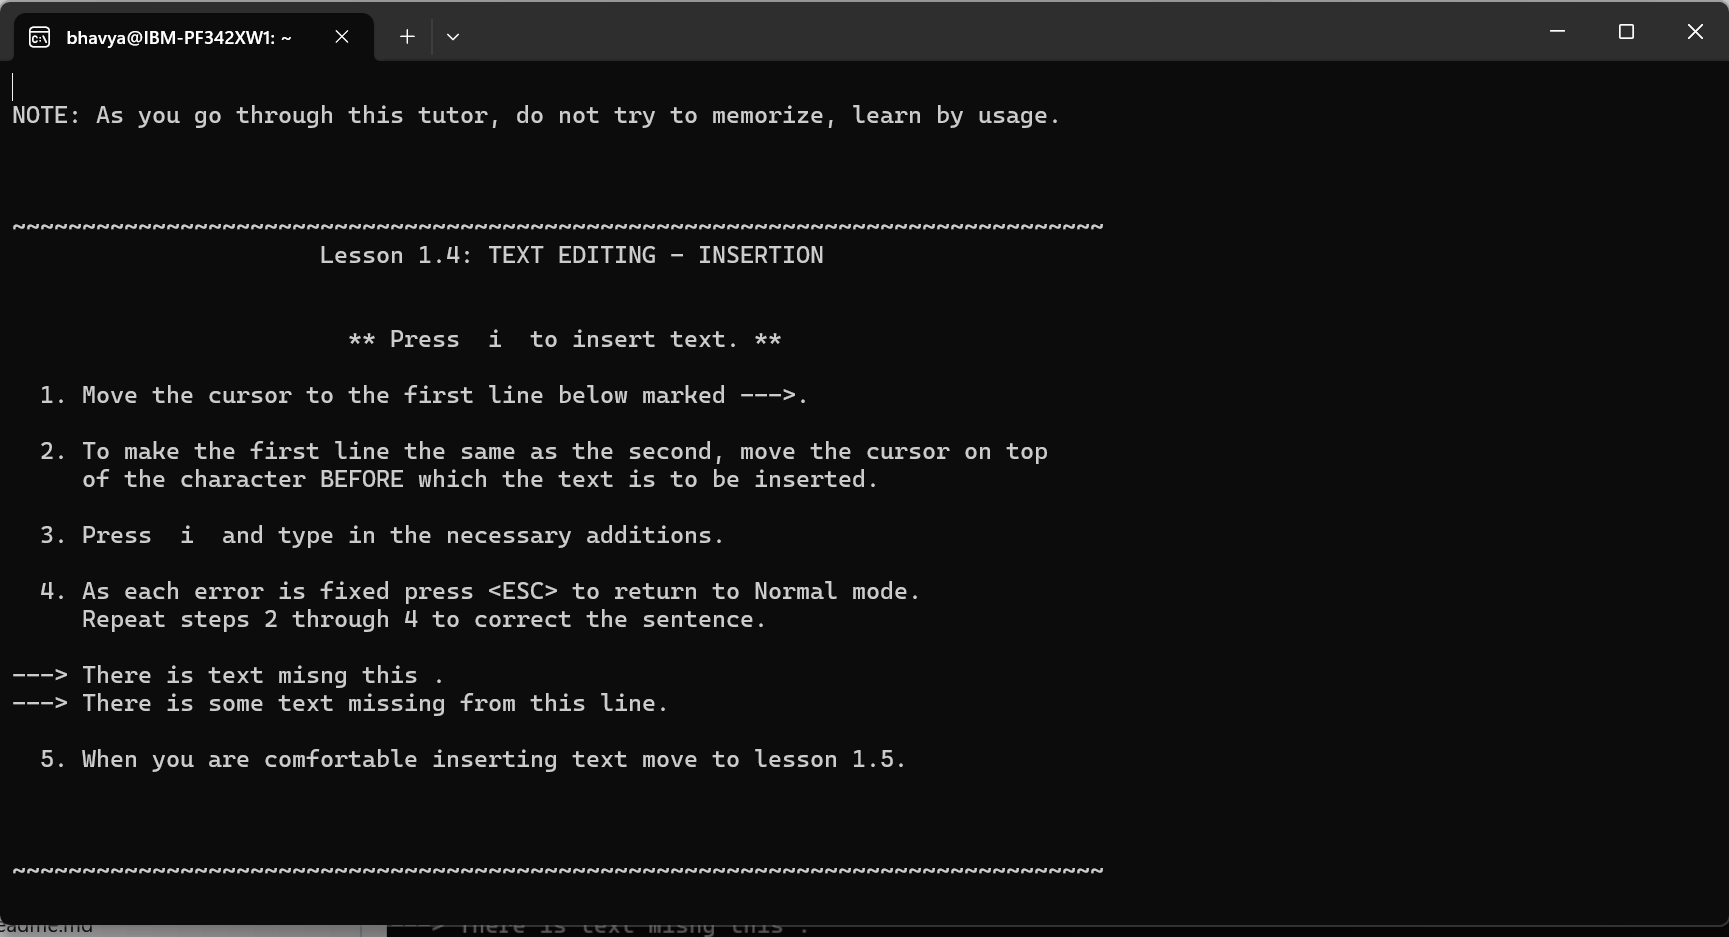 bhavya@IBM-PF342XW1: ~
NOTE: As you go through this tutor, do not try to memorize, learn by usage.
~~~~~~~~~~~~~~~~~~~~~~~~~~~~~~~~~~~~~~~~~~~~~~~~~~~~~~~~~~~~~~~~~~~~~~~~~~~~~~
Lesson 1.4: TEXT EDITING - INSERTION
** Press  i  to insert text. **
1. Move the cursor to the first line below marked --->.
2. To make the first line the same as the second, move the cursor on top
of the character BEFORE which the text is to be inserted.
3. Press  i  and type in the necessary additions.
4. As each error is fixed press <ESC> to return to Normal mode.
Repeat steps 2 through 4 to correct the sentence.
---> There is text misng this .
---> There is some text missing from this line.
5. When you are comfortable inserting text move to lesson 1.5.
~~~~~~~~~~~~~~~~~~~~~~~~~~~~~~~~~~~~~~~~~~~~~~~~~~~~~~~~~~~~~~~~~~~~~~~~~~~~~~
eadme.md
---> There is text misng this .